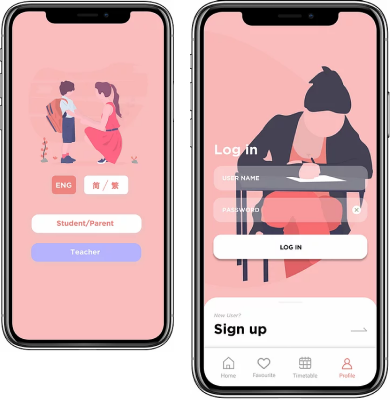 ENG
简 / 繁
Student/Parent
Teacher
Log in
USER NAME
PASSWORD
LOG IN
New User?
Sign up
Home
Favourite
Timetable
Profile